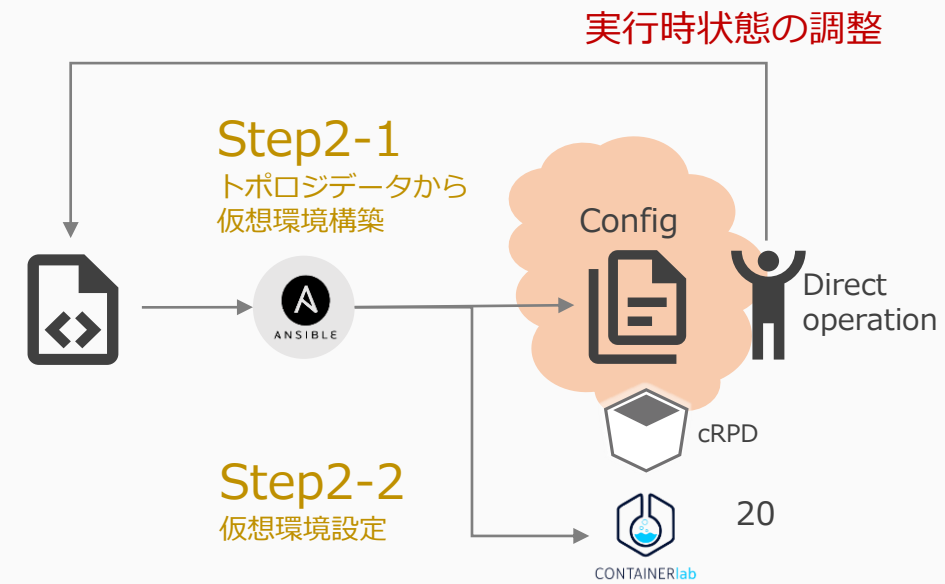 実行時状態の調整
Step2-1
トポロジデータから
仮想環境構築
Config
ANSIBLE
Direct
operation
cRPD
Step2-2
仮想環境設定
20
CONTAINERlab